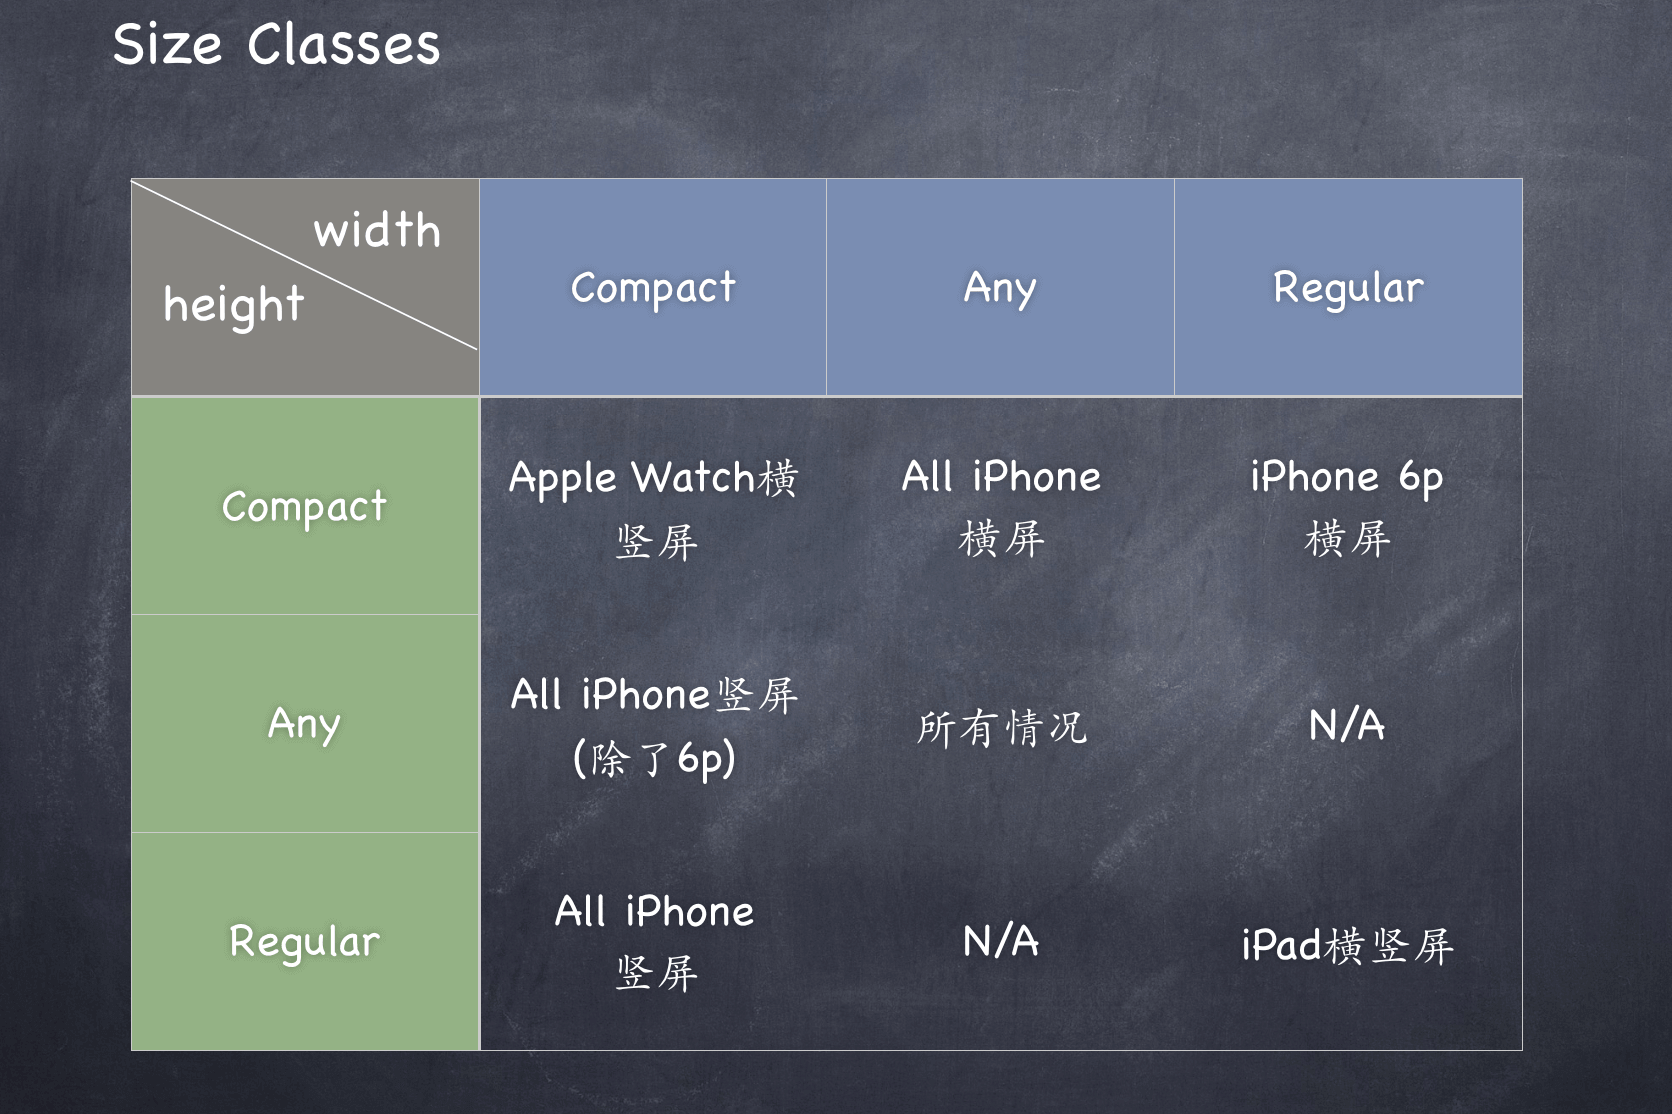 Size Classes
width
height
Compact
Any
Regular
Compact
Apple Watch横
竖屏
All iPhone
横屏
iPhone 6p
横屏
Any
All iPhone竖屏
(除了6p)
所有情况
N/A
Regular
All iPhone
竖屏
N/A
iPad横竖屏